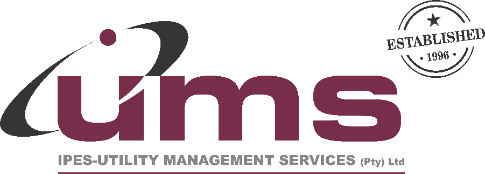 ESTABLISHED
• 1996 •
ums
IPES-UTILITY MANAGEMENT SERVICES (Pty) Ltd